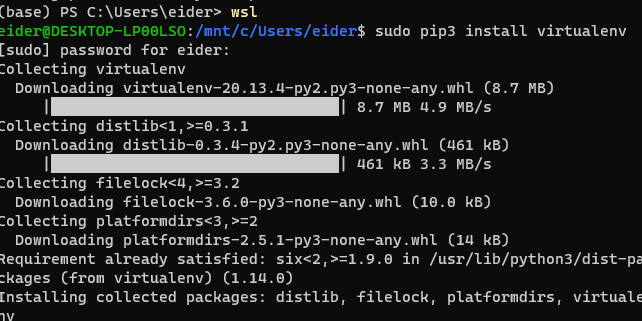 (base) PS C:\Users\eider> wsl
eider@DESKTOP-LP00LSO:/mnt/c/Users/eider$ sudo pip3 install virtualenv
[sudo] password for eider:
Collecting virtualenv
  Downloading virtualenv-20.13.4-py2.py3-none-any.whl (8.7 MB)
     |████████████████████████████████| 8.7 MB 4.9 MB/s
Collecting distlib<1,>=0.3.1
  Downloading distlib-0.3.4-py2.py3-none-any.whl (461 kB)
     |████████████████████████████████| 461 kB 3.3 MB/s
Collecting filelock<4,>=3.2
  Downloading filelock-3.6.0-py3-none-any.whl (10.0 kB)
Collecting platformdirs<3,>=2
  Downloading platformdirs-2.5.1-py3-none-any.whl (14 kB)
Requirement already satisfied: six<2,>=1.9.0 in /usr/lib/python3/dist-pa
ckages (from virtualenv) (1.14.0)
Installing collected packages: distlib, filelock, platformdirs, virtuale
nv